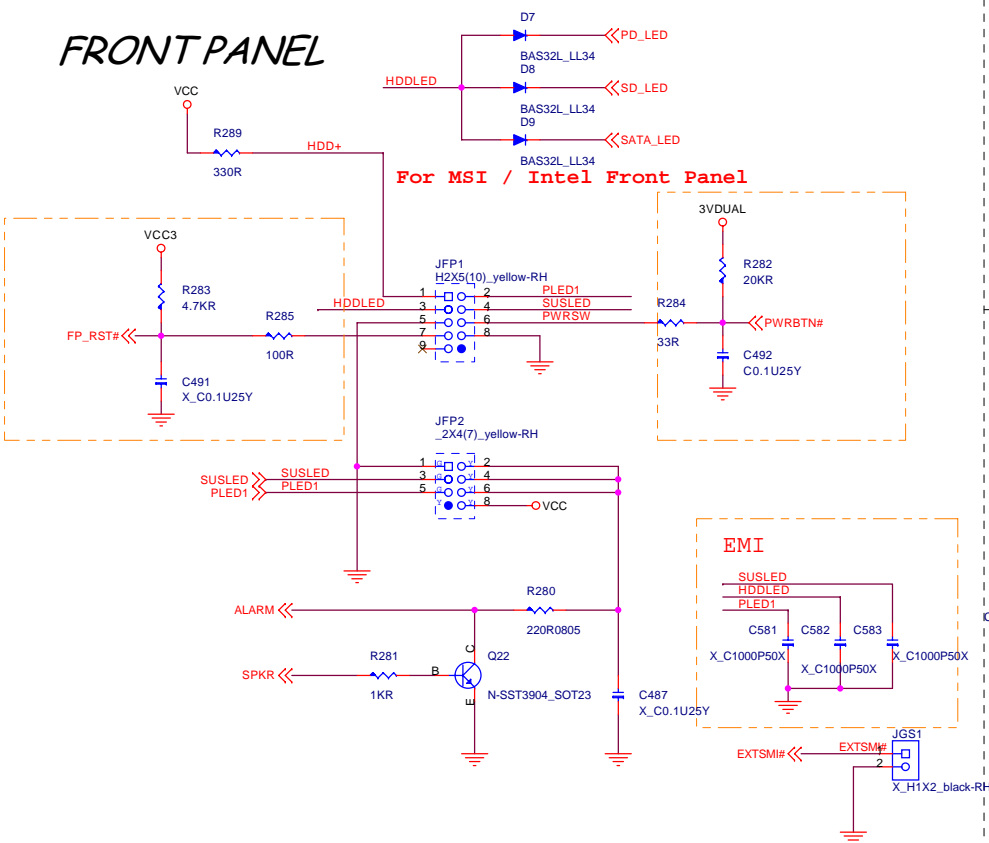 FRONT PANEL
D7
PD_LED
BAS32L_LL34
D8
HDDLED
SD_LED
BAS32L_LL34
D9
SATA_LED
BAS32L_LL34
VCC
R289
HDD+
330R
For MSI / Intel Front Panel
VCC3
R283
4.7KR
R285
FP_RST#
100R
C491
X_C0.1U25Y
JFP1
H2X5(10)_yellow-RH
1
2
PLED1
HDDLED
3
4
SUSLED
5
6
PWRSW
7
8
9
3VDUAL
R282
20KR
R284
33R
PWRBTN#
C492
C0.1U25Y
JFP2
_2X4(7)_yellow-RH
1
G
Y
2
SUSLED
SUSLED
3
G
Y
4
PLED1
PLED1
5
G
Y
6
Y
Y
8
VCC
EMI
SUSLED
HDDLED
PLED1
C581
C582
C583
X_C1000P50X
X_C1000P50X
X_C1000P50X
ALARM
R280
220R0805
SPKR
R281
1KR
B
C
E
Q22
N-SST3904_SOT23
C487
X_C0.1U25Y
JGS1
EXTSMI#
EXTSMI#
1
2
X_H1X2_black-RH